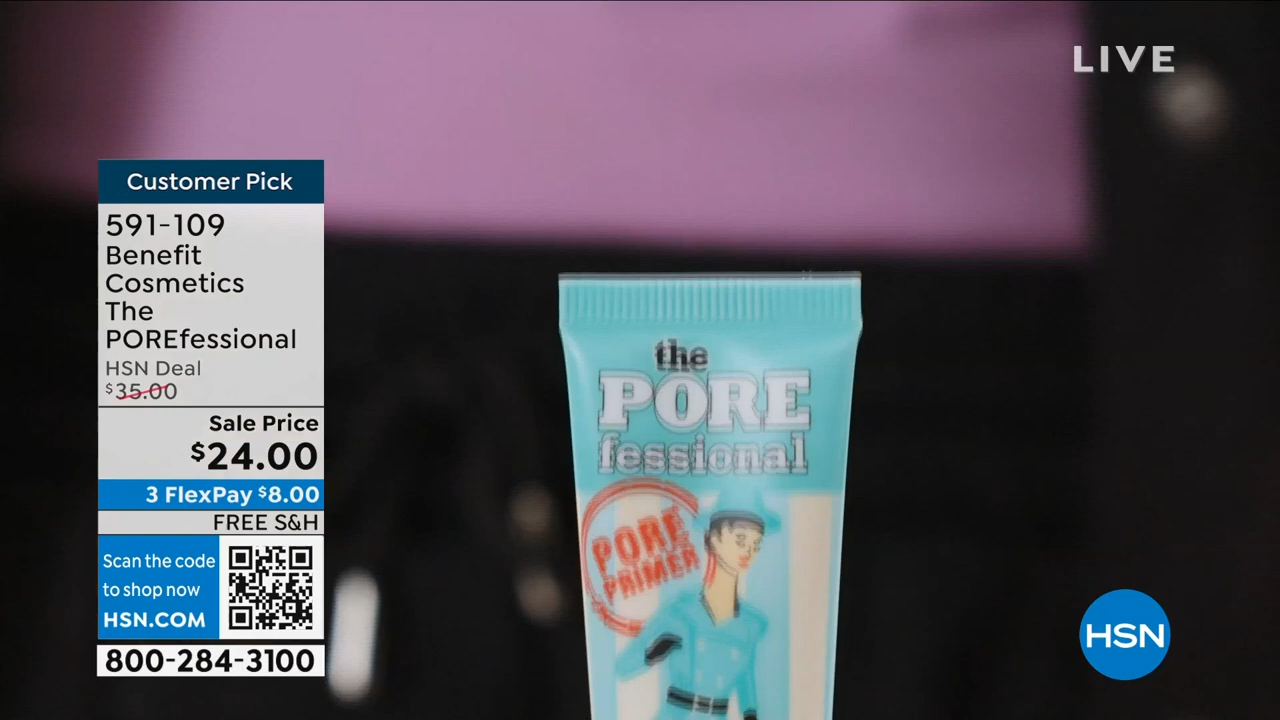 LIVE
Customer Pick
591-109
Benefit
Cosmetics
The
POREfessional
HSN Deal
$35.00
Sale Price
$24.00
3 FlexPay $8.00
FREE S&H
Scan the code
to shop now
HSN.COM
800-284-3100
the
PORE
fessional
PORE
PRIMER
HSN